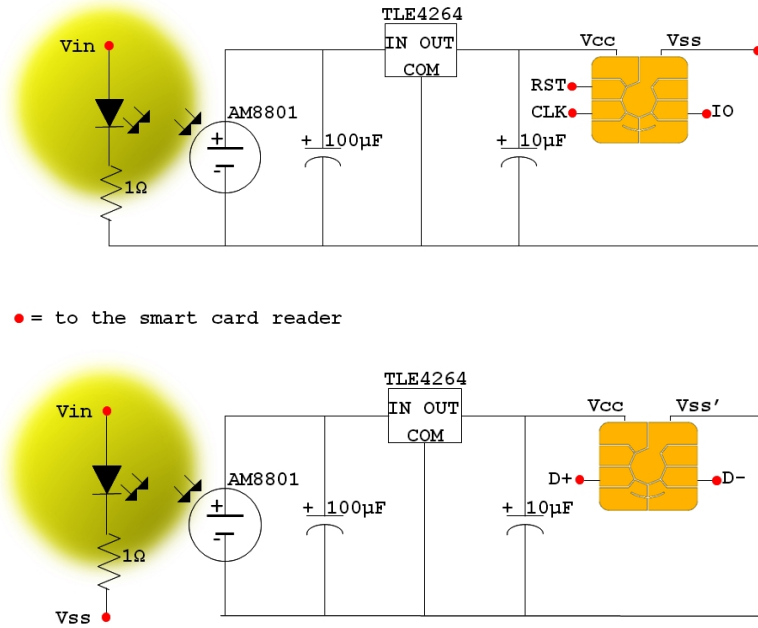 TLE4264
Vin
IN OUT
COM
Vcc
Vss
RST
CLK
IO
AM8801
+
-
+ 100µF
+ 10µF
1Ω
= to the smart card reader
TLE4264
Vin
IN OUT
COM
Vcc
Vss'
D+
D-
AM8801
+
-
+ 100µF
+ 10µF
1Ω
Vss